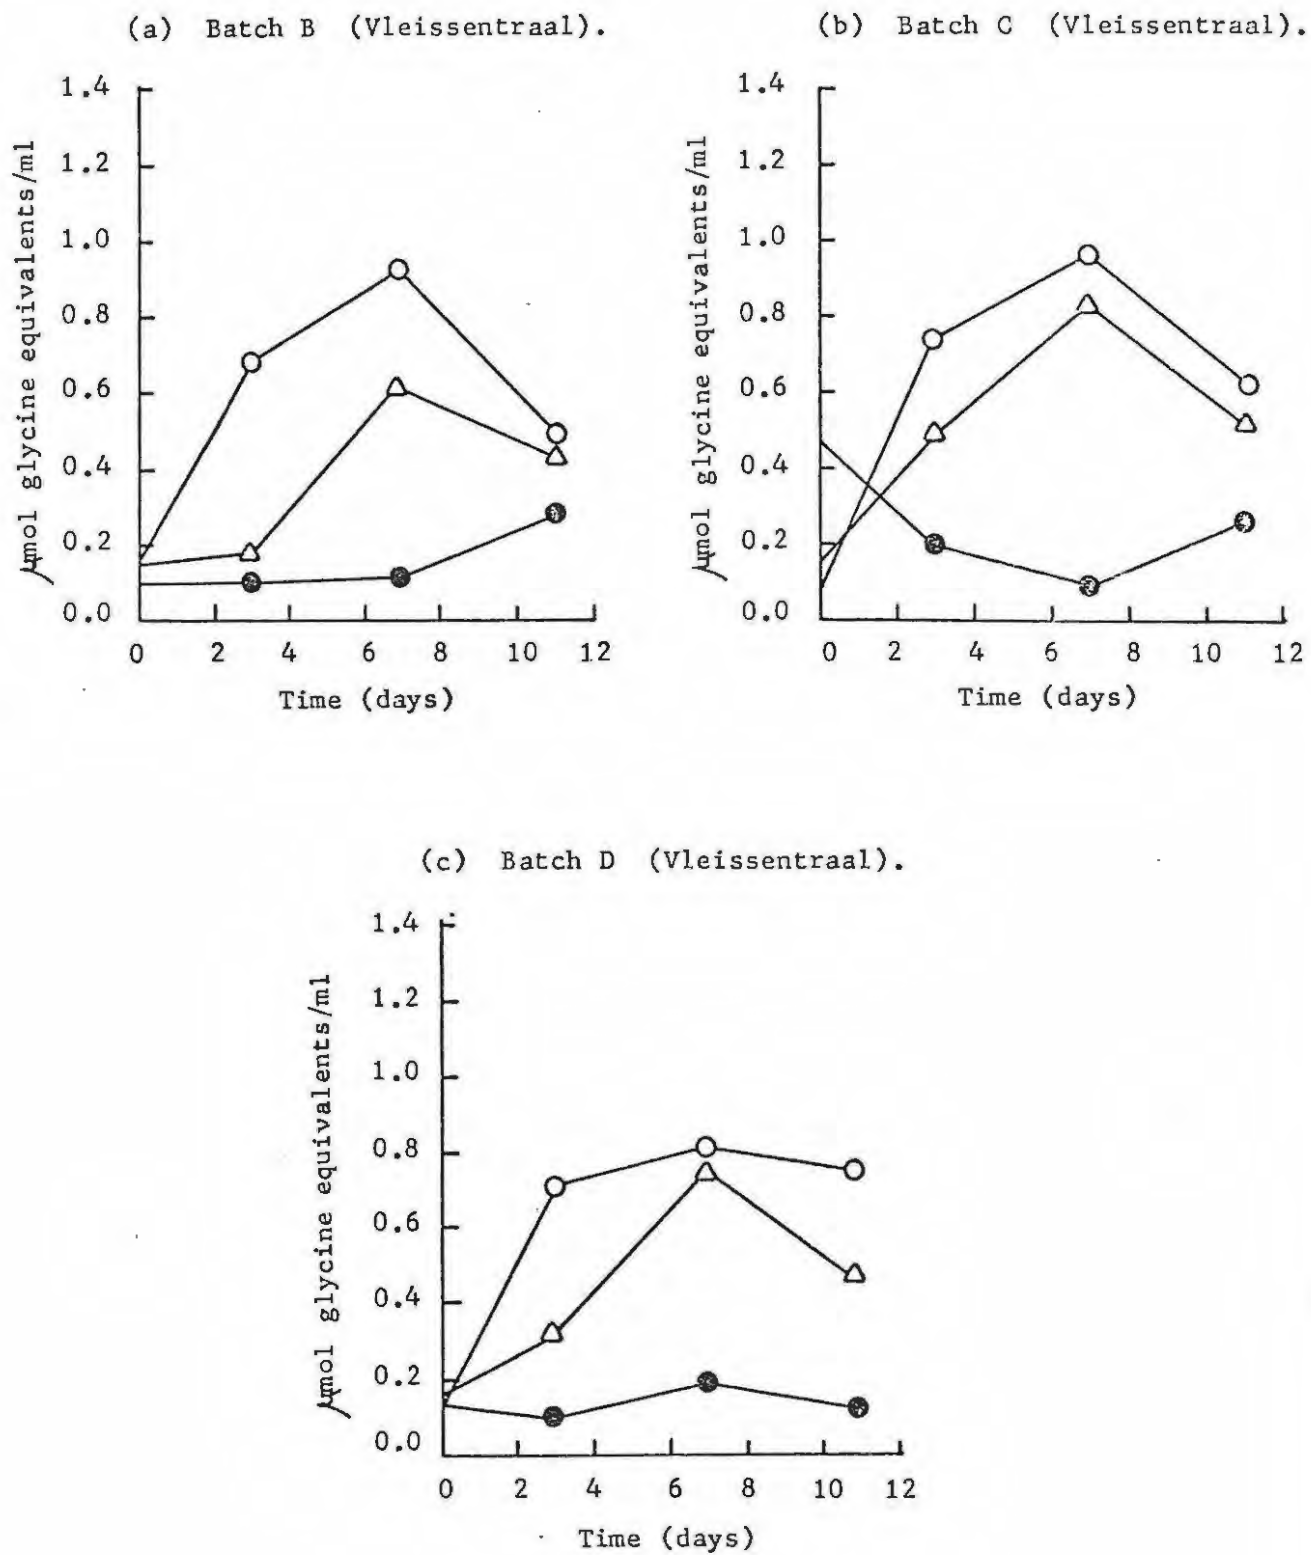 (a) Batch B (Vleissentraal).
1.4
1.2
1.0
0.8
0.6
0.4
0.2
0.0
µmol glycine equivalents/ml
0 2 4 6 8 10 12
Time (days)
(b) Batch C (Vleissentraal).
1.4
1.2
1.0
0.8
0.6
0.4
0.2
0.0
µmol glycine equivalents/ml
0 2 4 6 8 10 12
Time (days)
(c) Batch D (Vleissentraal).
1.4
1.2
1.0
0.8
0.6
0.4
0.2
0.0
µmol glycine equivalents/ml
0 2 4 6 8 10 12
Time (days)